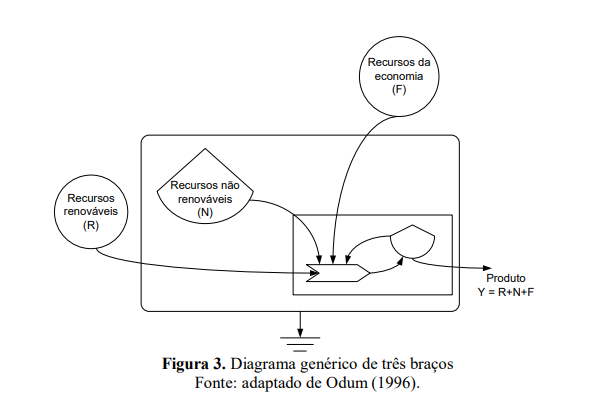 Recursos da
economia
(F)
Recursos não
renováveis
(N)
Recursos
renováveis
(R)
Produto
Y = R+N+F
Figura 3. Diagrama genérico de três braços
Fonte: adaptado de Odum (1996).